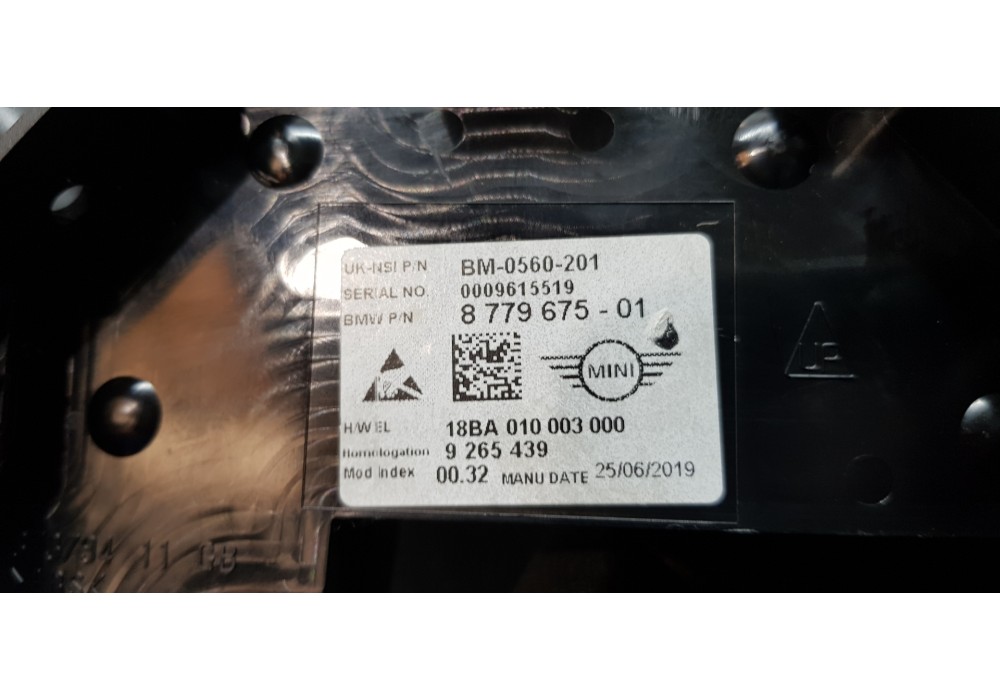 UK-NSI P/N BM-0560-201
SERIAL NO. 0009615519
BMW P/N 8 779 675 - 01
MINI
H/W EL 18BA 010 003 000
Homologation 9 265 439
Mod Index 00.32 MANU DATE 25/06/2019